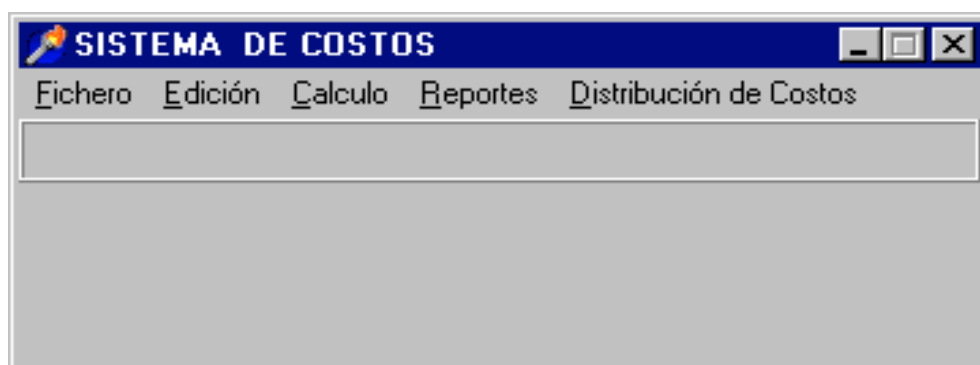 SISTEMA DE COSTOS
Fichero Edición Calculo Reportes Distribución de Costos